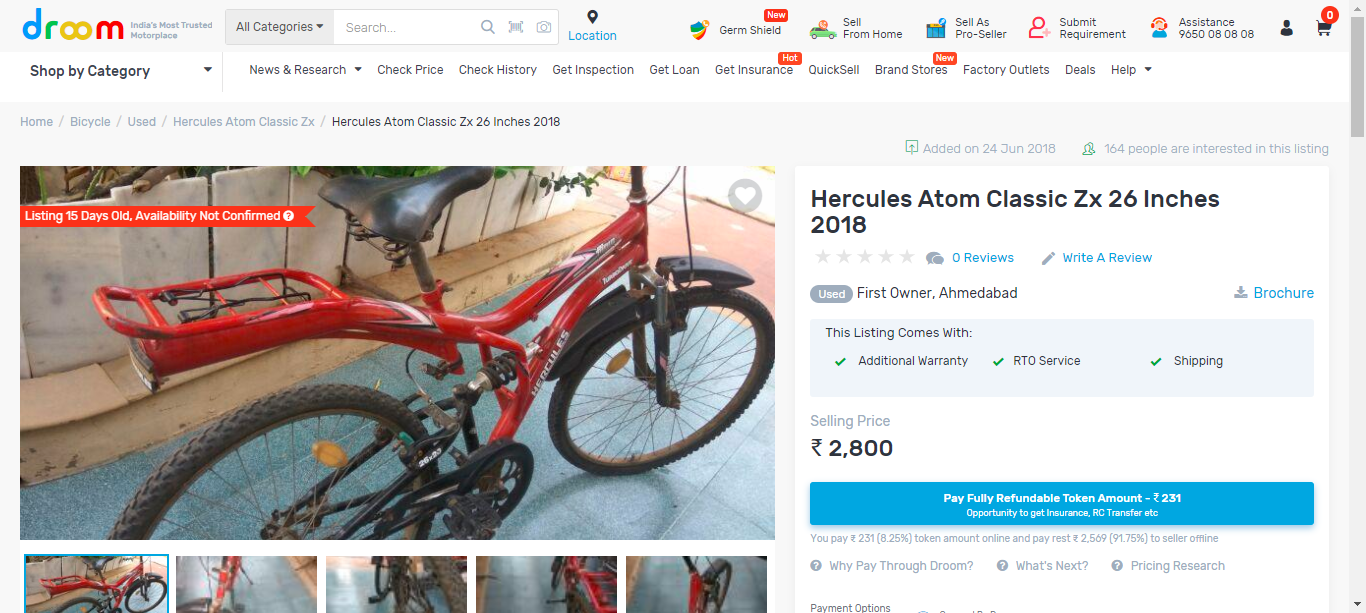 droom
India's Most Trusted
Motorplace
All Categories
Search...
Location
New
Germ Shield
Sell
From Home
Sell As
Pro-Seller
Submit
Requirement
Assistance
9650 08 08 08
0
Shop by Category
News & Research
Check Price
Check History
Get Inspection
Get Loan
Get Insurance
Hot
QuickSell
Brand Stores
New
Factory Outlets
Deals
Help
Home / Bicycle / Used / Hercules Atom Classic Zx / Hercules Atom Classic Zx 26 Inches 2018
Added on 24 Jun 2018
164 people are interested in this listing
Listing 15 Days Old, Availability Not Confirmed ?
HERCULES
Hercules Atom Classic Zx 26 Inches
2018
0 Reviews
Write A Review
Used First Owner, Ahmedabad
Brochure
This Listing Comes With:
Additional Warranty
RTO Service
Shipping
Selling Price
₹ 2,800
Pay Fully Refundable Token Amount - ₹ 231
Opportunity to get Insurance, RC Transfer etc
You pay ₹ 231 (8.25%) token amount online and pay rest ₹ 2,569 (91.75%) to seller offline
? Why Pay Through Droom?
? What's Next?
? Pricing Research
Payment Options